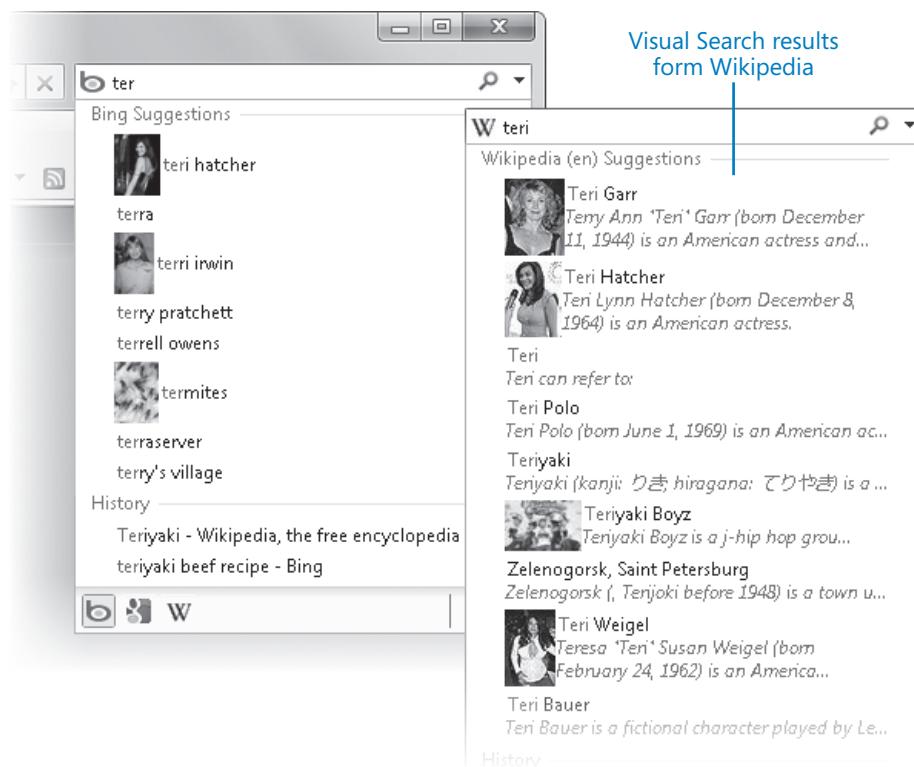 Visual Search results
form Wikipedia
ter
Bing Suggestions
teri hatcher
terra
terri irwin
terry pratchett
terrell owens
termites
terraserver
terry's village
History
Teriyaki - Wikipedia, the free encyclopedia
teriyaki beef recipe - Bing
W
W teri
Wikipedia (en) Suggestions
Teri Garr
Terry Ann "Teri" Garr (born December
11, 1944) is an American actress and...
Teri Hatcher
Teri Lynn Hatcher (born December 8,
1964) is an American actress.
Teri
Teri can refer to:
Teri Polo
Teri Polo (born June 1, 1969) is an American ac...
Teriyaki
Teriyaki (kanji: りき; hiragana: てりやき) is a ...
Teriyaki Boyz
Teriyaki Boyz is a j-hip hop grou...
Zelenogorsk, Saint Petersburg
Zelenogorsk (, Terijoki before 1948) is a town u...
Teri Weigel
Teresa "Teri" Susan Weigel (born
February 24, 1962) is an America...
Teri Bauer
Teri Bauer is a fictional character played by Le...
History